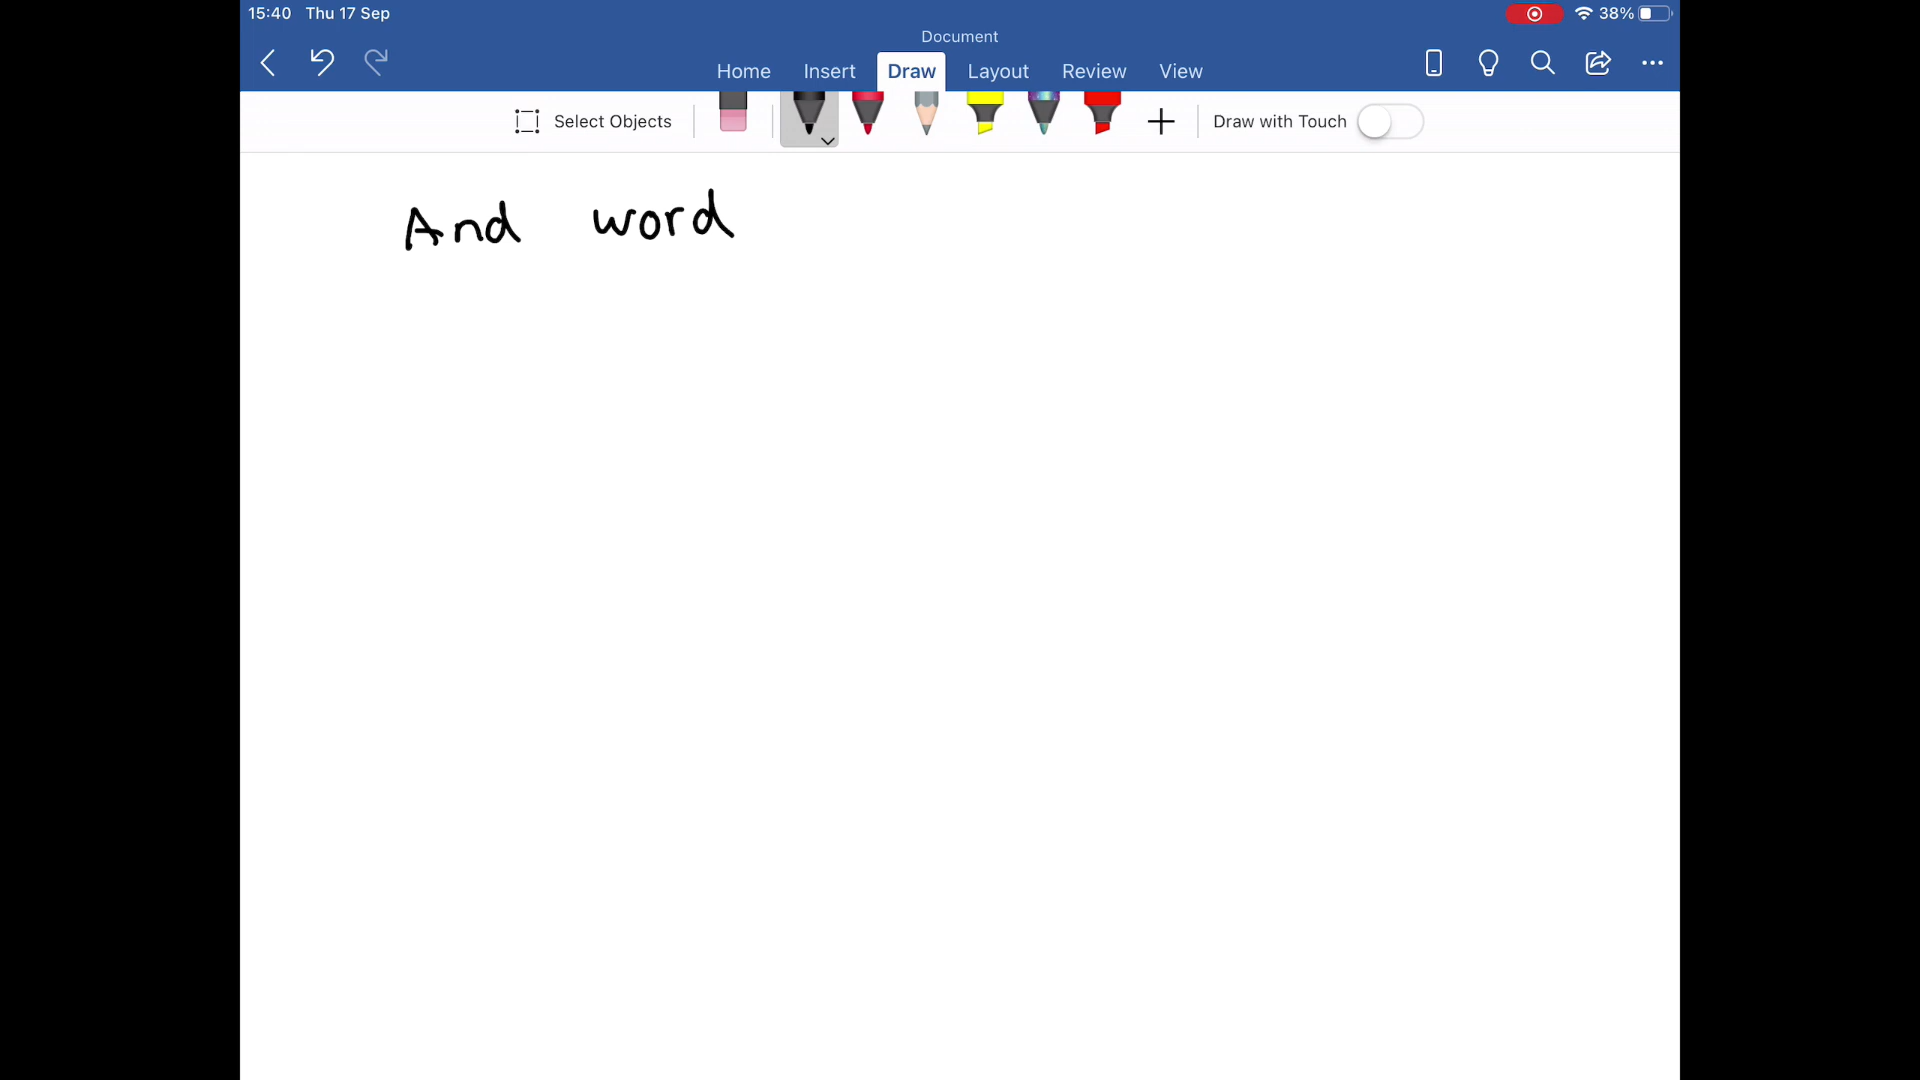 15:40 Thu 17 Sep 38%
Document
Home Insert Draw Layout Review View
Select Objects Draw with Touch
And word